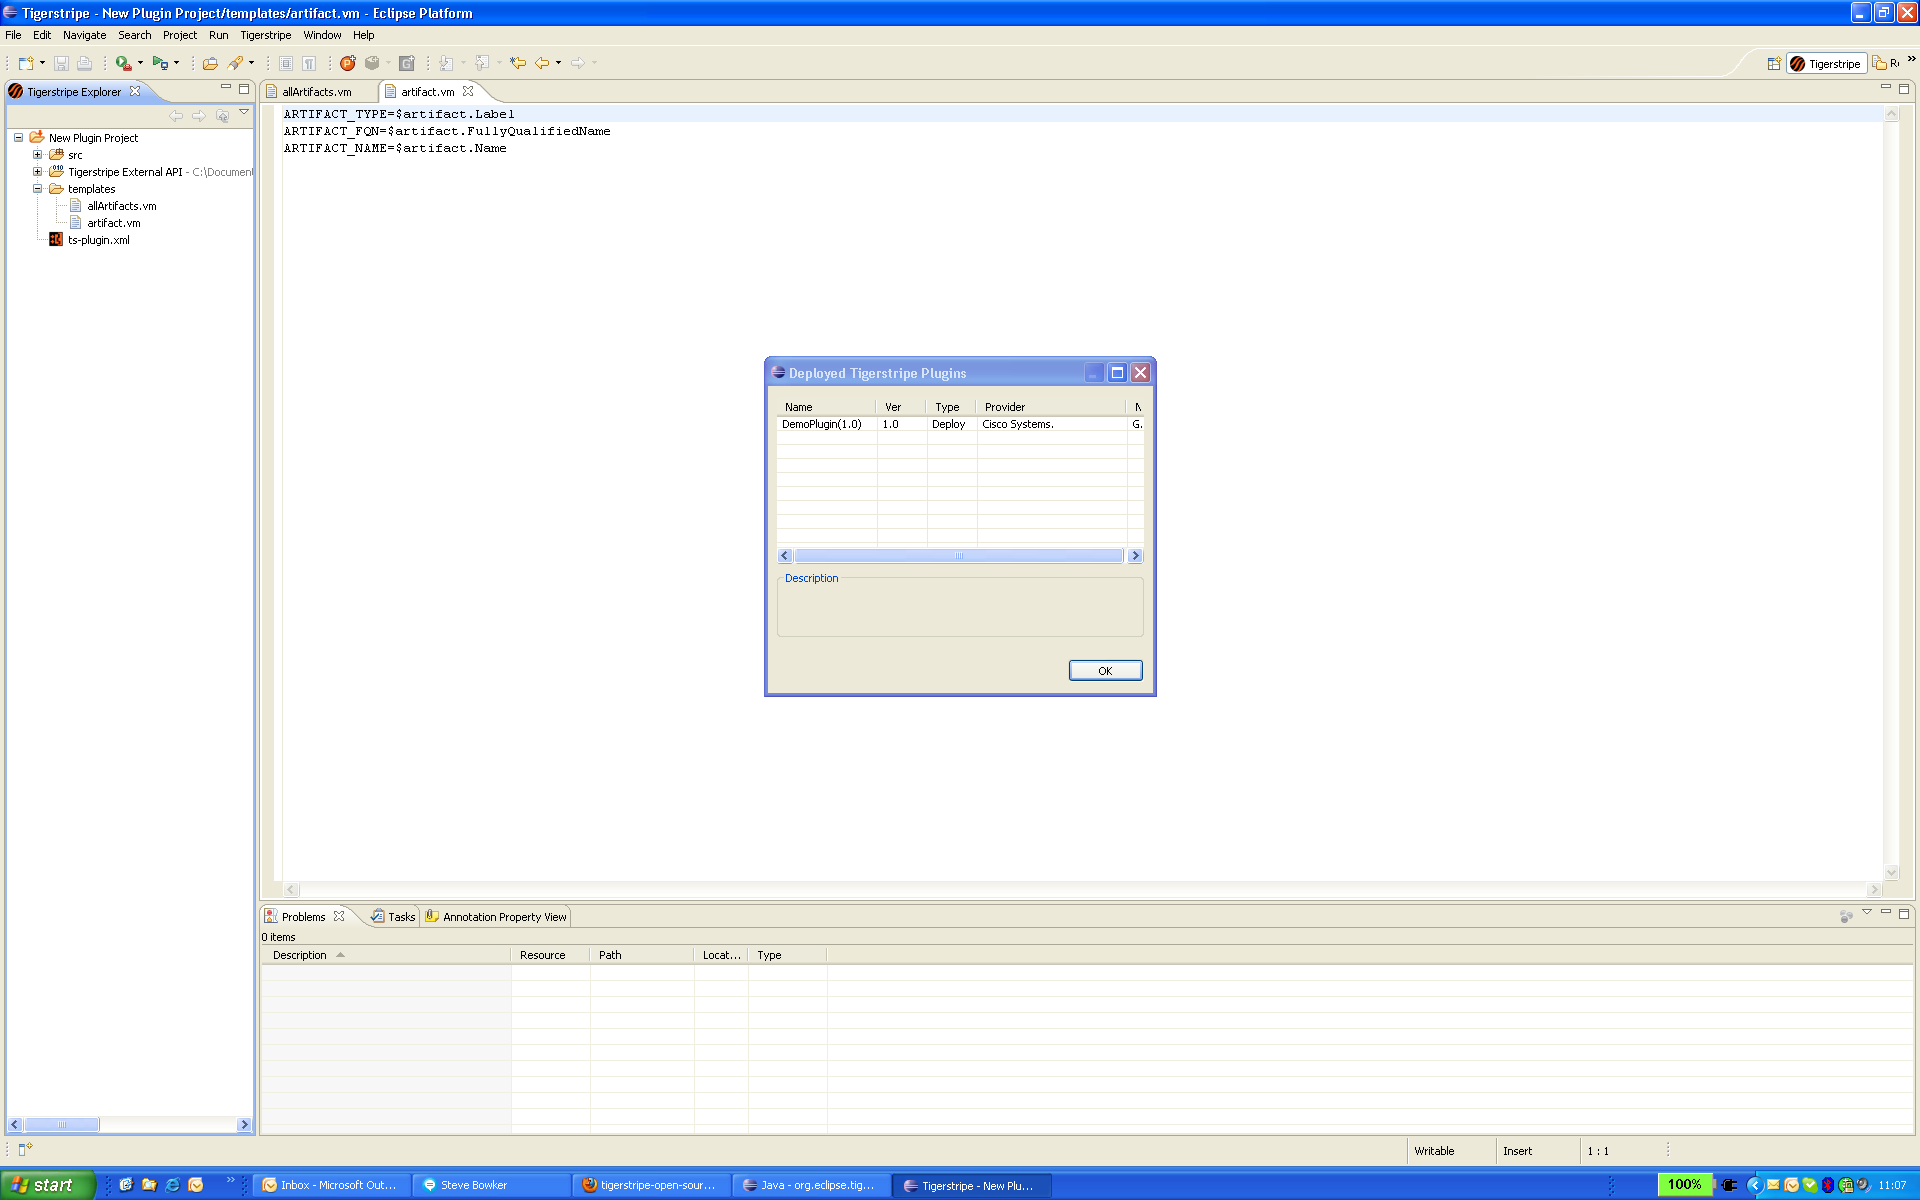 Tigerstripe - New Plugin Project/templates/artifact.vm - Eclipse Platform
File Edit Navigate Search Project Run Tigerstripe Window Help
Tigerstripe
Tigerstripe Explorer
allArtifacts.vm
artifact.vm
New Plugin Project
src
Tigerstripe External API - C:\Document
templates
allArtifacts.vm
artifact.vm
ts-plugin.xml
ARTIFACT_TYPE=$artifact.Label
ARTIFACT_FQN=$artifact.FullyQualifiedName
ARTIFACT_NAME=$artifact.Name
Deployed Tigerstripe Plugins
Name Ver Type Provider
DemoPlugin(1.0) 1.0 Deploy Cisco Systems. G.
Description
OK
Problems Tasks Annotation Property View
0 items
Description Resource Path Locat... Type
Writable Insert 1 : 1
start Inbox - Microsoft Out... Steve Bowker tigerstripe-open-sour... Java - org.eclipse.tig... Tigerstripe - New Plu... 100% 11:07